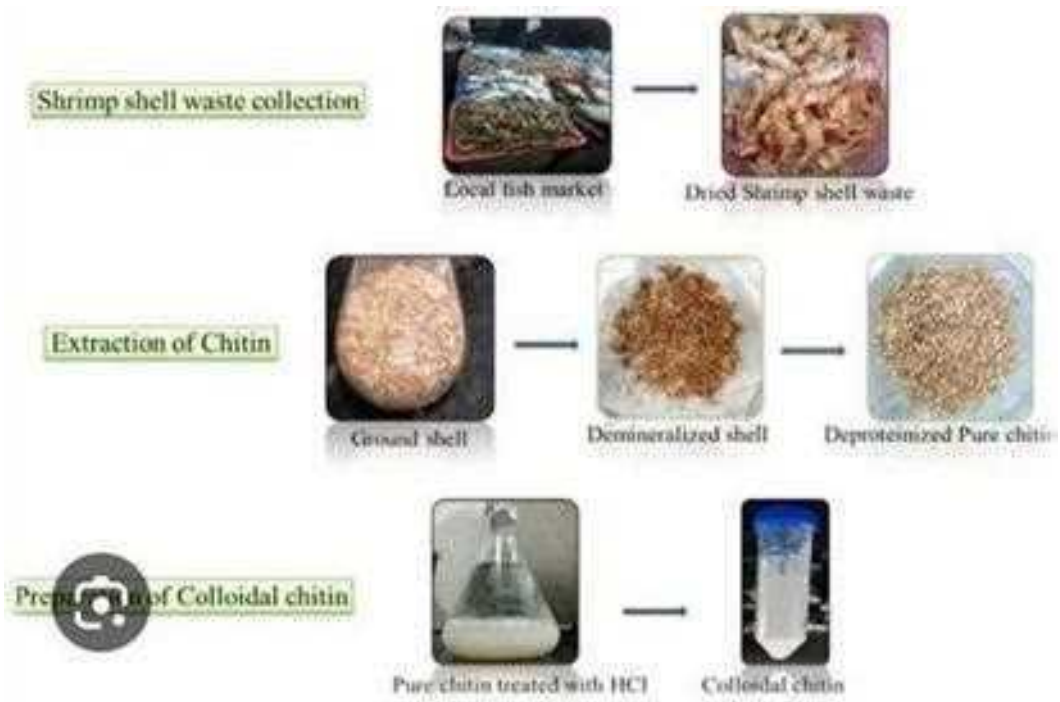 Shrimp shell waste collection
Local fish market
Dried Shrimp shell waste
Extraction of Chitin
Ground shell
Demineralized shell
Deproteinized Pure chitin
of Colloidal chitin
Pure chitin treated with HCl
Colloidal chitin